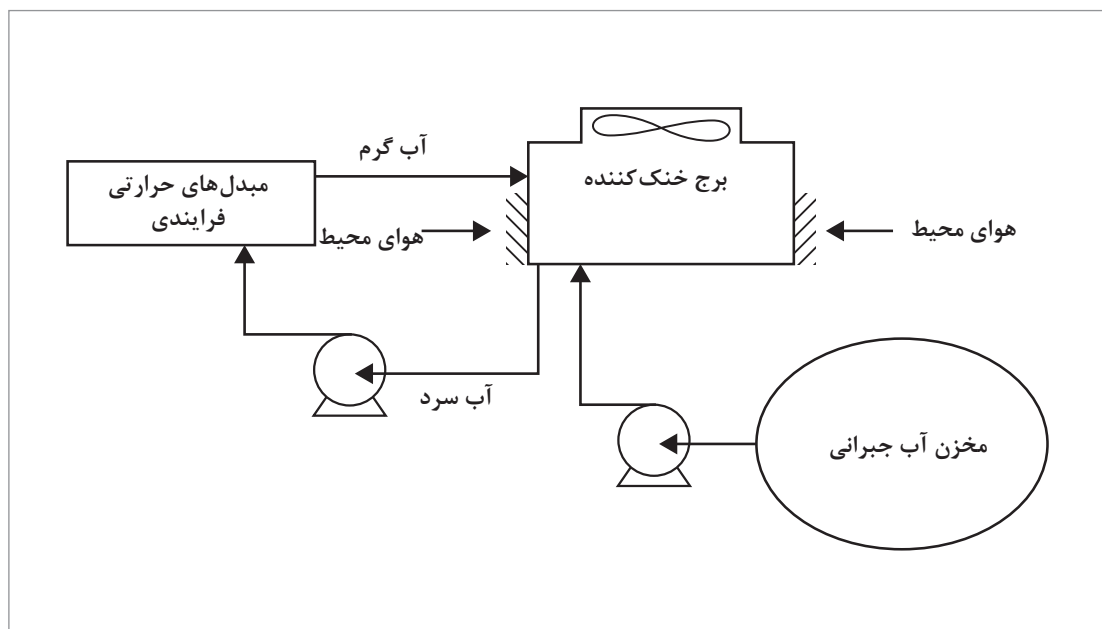 آب گرم
برج خنک‌کننده
مبدل‌های حرارتی
فرایندی
هوای محیط
هوای محیط
آب سرد
مخزن آب جبرانی